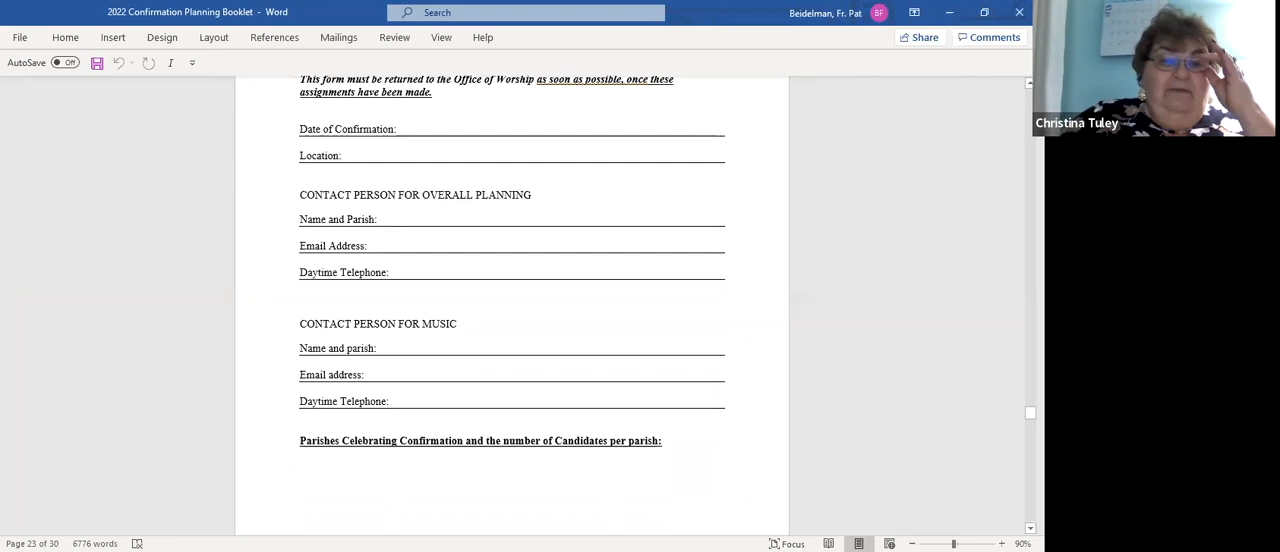 2022 Confirmation Planning Booklet - Word
Search
Beidelman, Fr. Pat
BF
File Home Insert Design Layout References Mailings Review View Help
Share Comments
AutoSave Off
This form must be returned to the Office of Worship as soon as possible, once these
assignments have been made.
Date of Confirmation:
Location:
CONTACT PERSON FOR OVERALL PLANNING
Name and Parish:
Email Address:
Daytime Telephone:
CONTACT PERSON FOR MUSIC
Name and parish:
Email address:
Daytime Telephone:
Parishes Celebrating Confirmation and the number of Candidates per parish:
Christina Tuley
Page 23 of 30 6776 words
Focus
90%